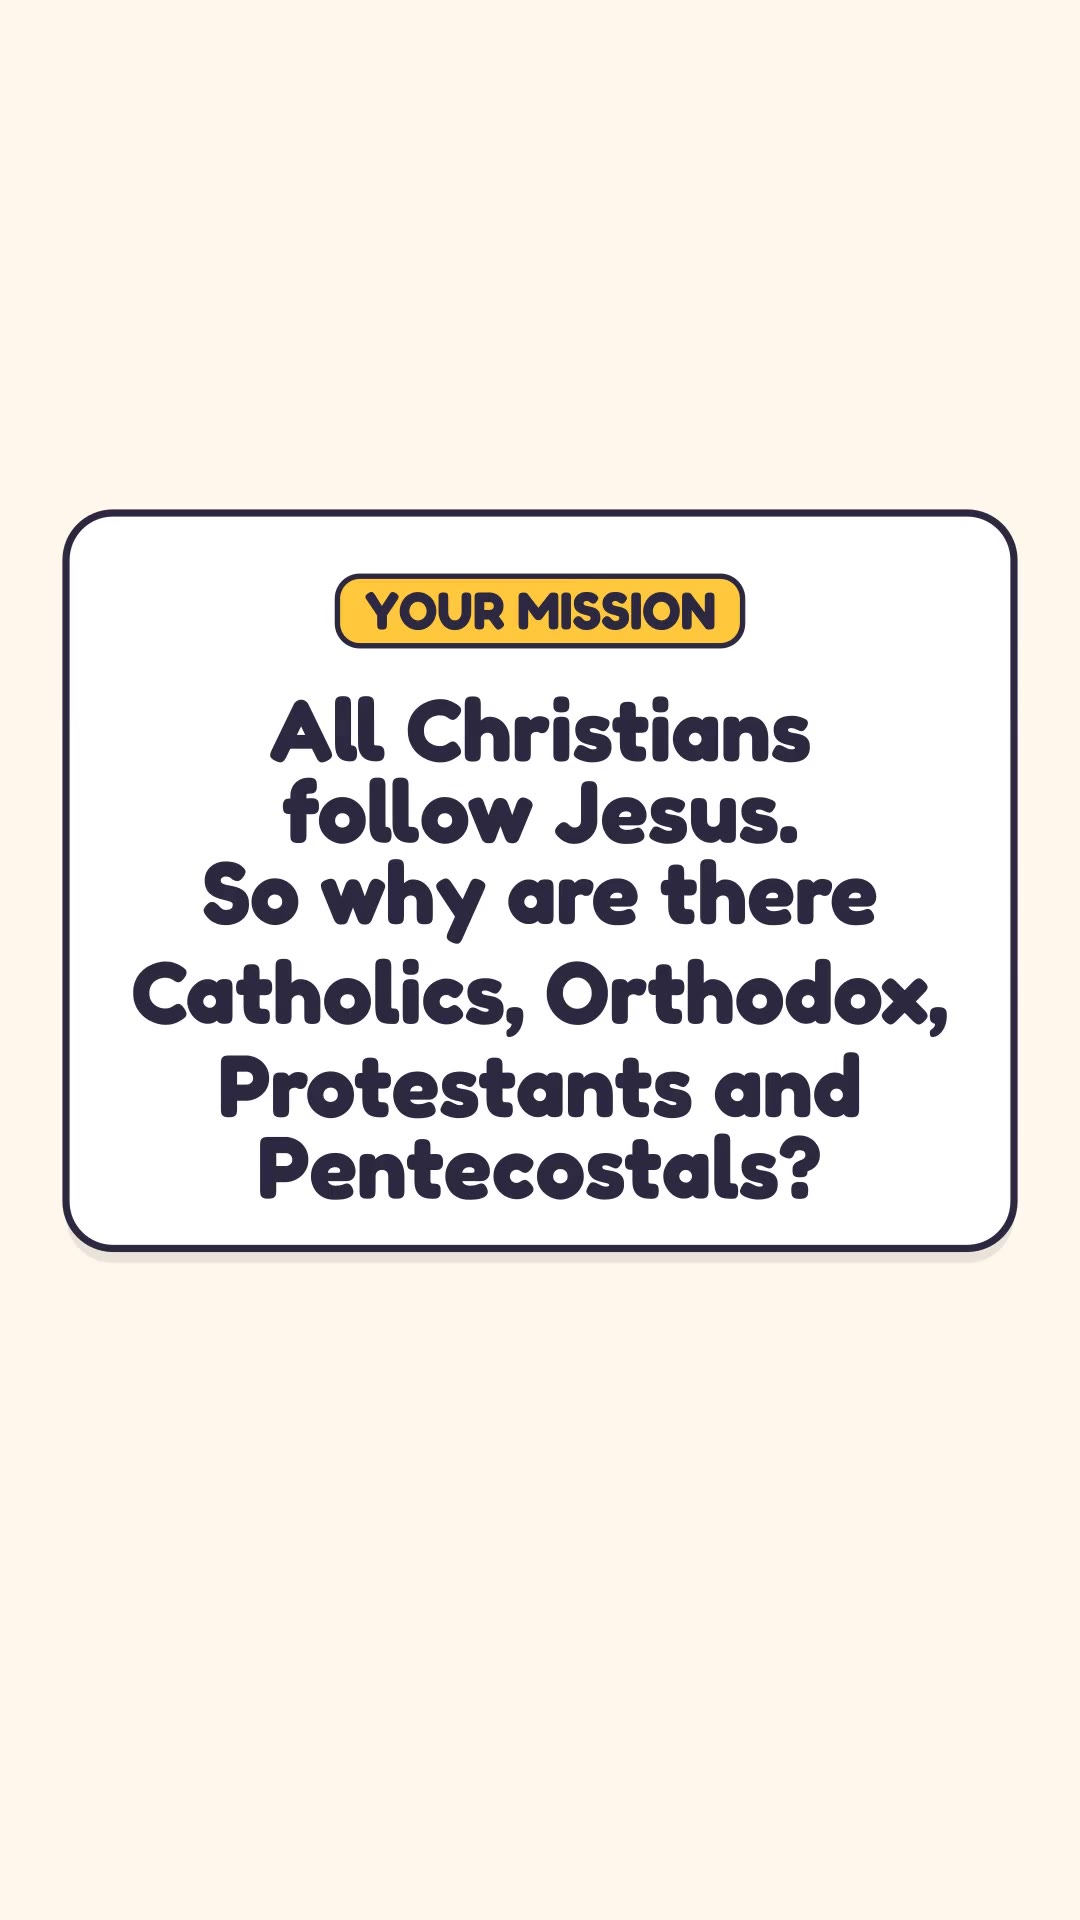 YOUR MISSION
All Christians
follow Jesus.
So why are there
Catholics, Orthodox,
Protestants and
Pentecostals?